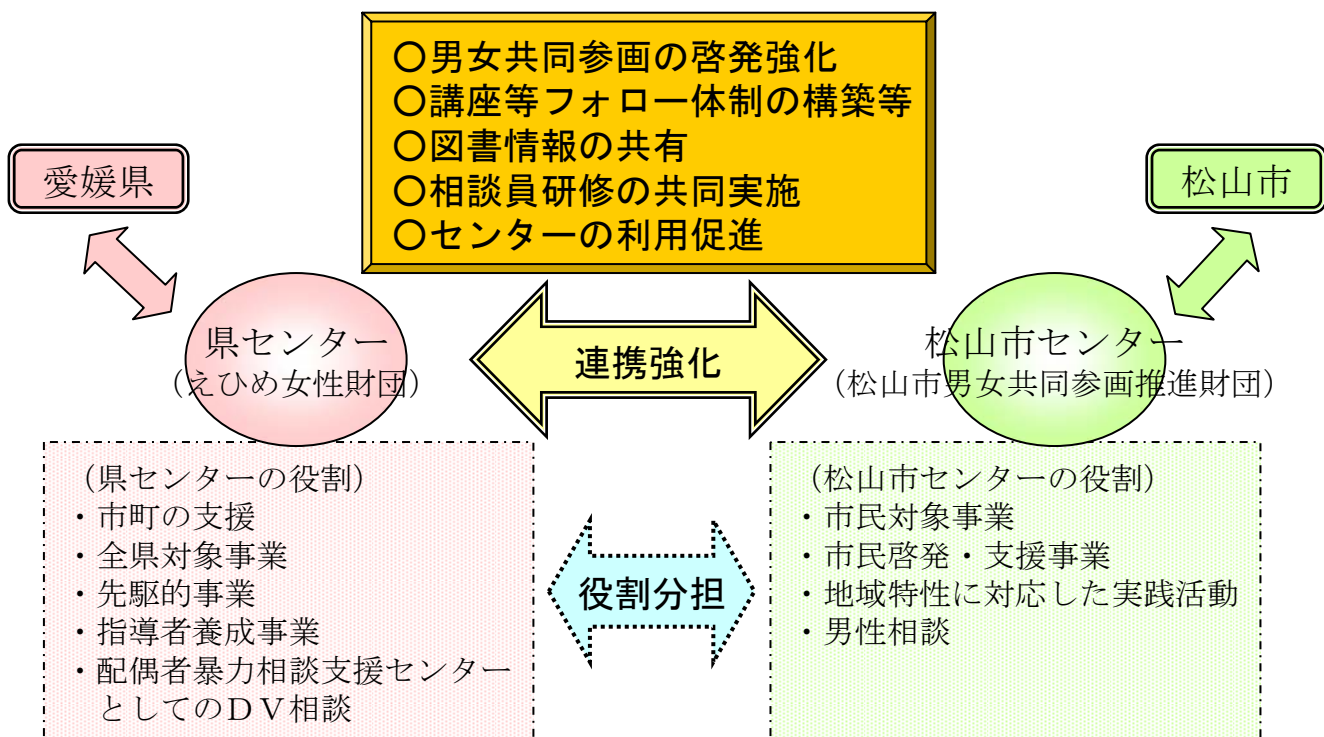 〇男女共同参画の啓発強化
〇講座等フォロー体制の構築等
〇図書情報の共有
〇相談員研修の共同実施
〇センターの利用促進
愛媛県
松山市
県センター
（えひめ女性財団）
連携強化
松山市センター
（松山市男女共同参画推進財団）
（県センターの役割）
・市町の支援
・全県対象事業
・先駆的事業
・指導者養成事業
・配偶者暴力相談支援センター
としてのＤＶ相談
役割分担
（松山市センターの役割）
・市民対象事業
・市民啓発・支援事業
・地域特性に対応した実践活動
・男性相談